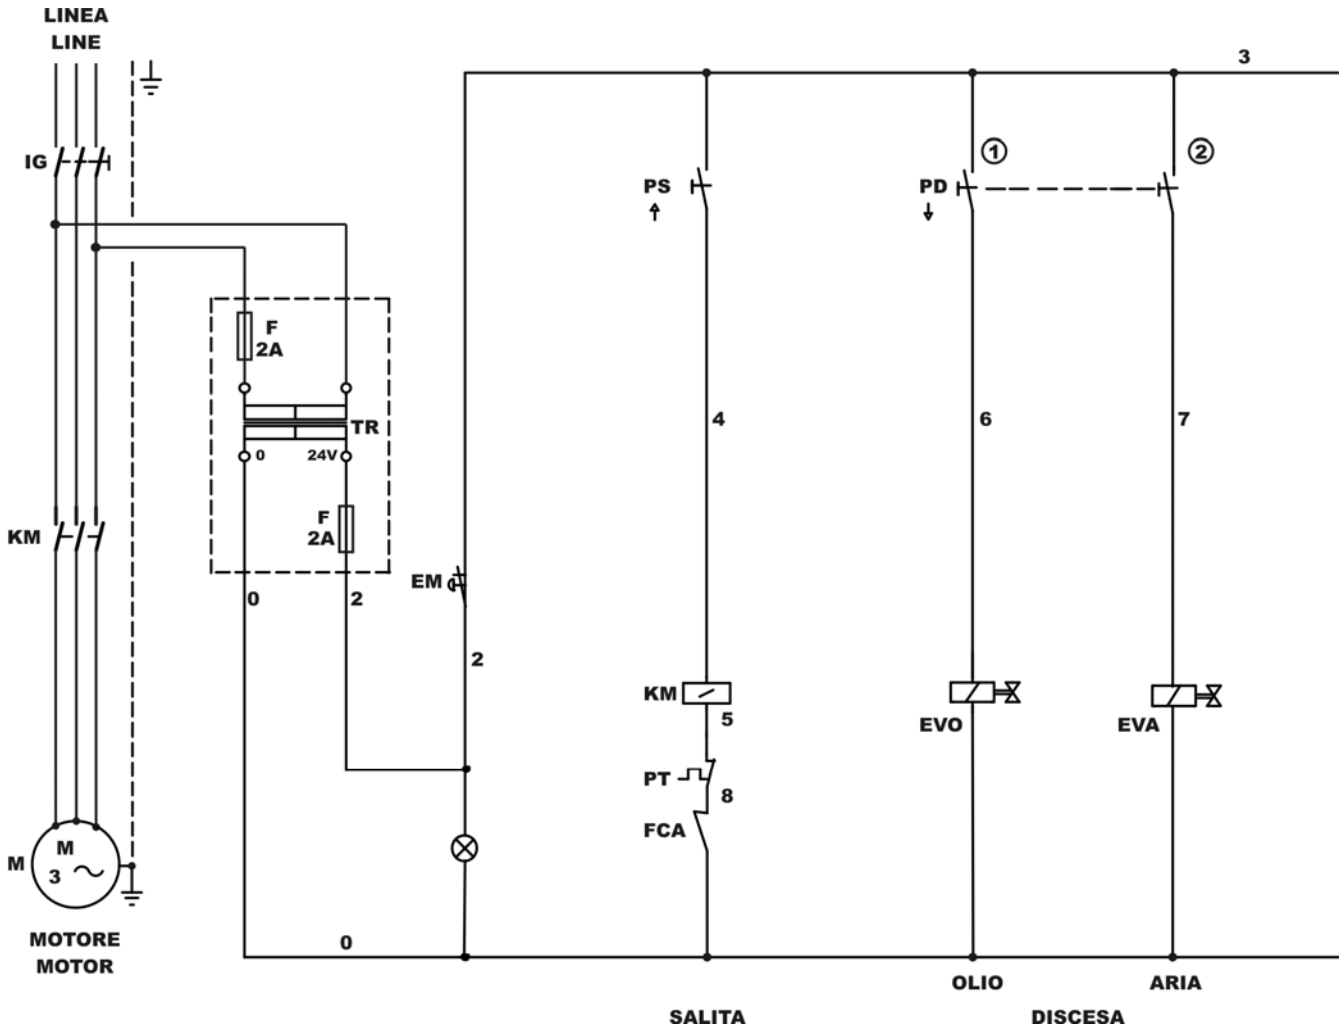 LINEA
LINE
3
IG
PS
PD
1
2
F
2A
TR
0
24V
F
2A
4
6
7
KM
EM
0
2
2
KM
5
EVO
EVA
PT
8
FCA
M
M
3
MOTORE
MOTOR
0
OLIO
ARIA
SALITA
DISCESA